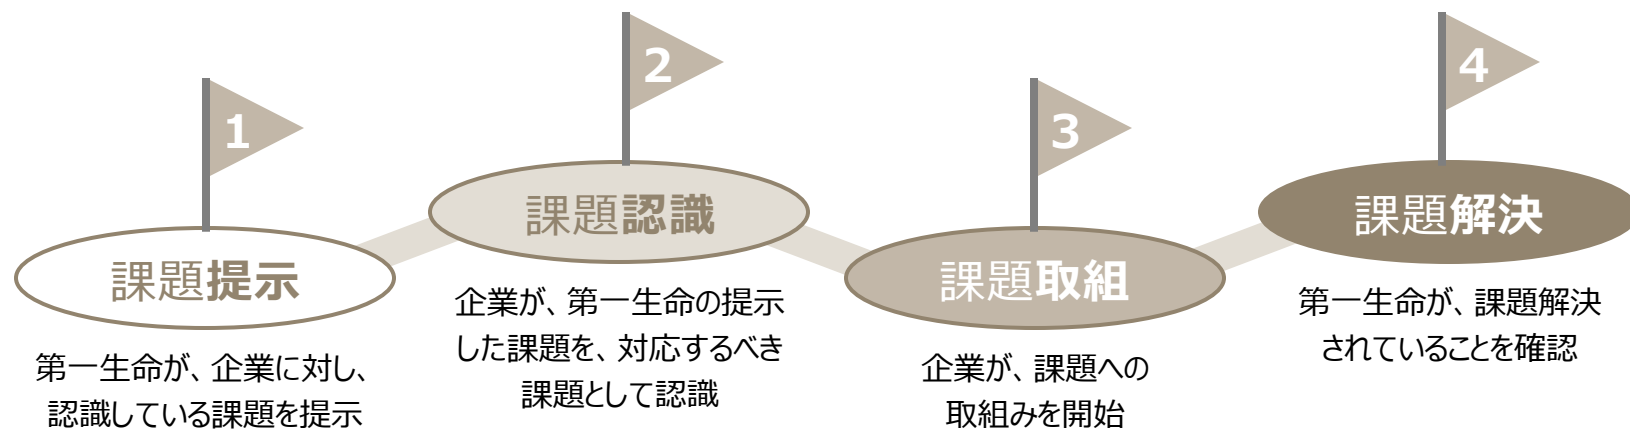 1
課題提示
第一生命が、企業に対し、
認識している課題を提示
2
課題認識
企業が、第一生命の提示
した課題を、対応するべき
課題として認識
3
課題取組
企業が、課題への
取組みを開始
4
課題解決
第一生命が、課題解決
されていることを確認